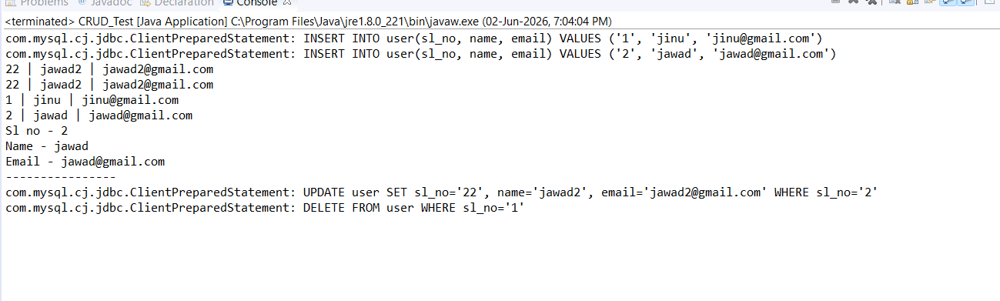 Problems @ Javadoc Declaration Console
<terminated> CRUD_Test [Java Application] C:\Program Files\Java\jre1.8.0_221\bin\javaw.exe (02-Jun-2026, 7:04:04 PM)
com.mysql.cj.jdbc.ClientPreparedStatement: INSERT INTO user(sl_no, name, email) VALUES ('1', 'jinu', 'jinu@gmail.com')
com.mysql.cj.jdbc.ClientPreparedStatement: INSERT INTO user(sl_no, name, email) VALUES ('2', 'jawad', 'jawad@gmail.com')
22 | jawad2 | jawad2@gmail.com
22 | jawad2 | jawad2@gmail.com
1 | jinu | jinu@gmail.com
2 | jawad | jawad@gmail.com
Sl no - 2
Name - jawad
Email - jawad@gmail.com
----------------
com.mysql.cj.jdbc.ClientPreparedStatement: UPDATE user SET sl_no='22', name='jawad2', email='jawad2@gmail.com' WHERE sl_no='2'
com.mysql.cj.jdbc.ClientPreparedStatement: DELETE FROM user WHERE sl_no='1'